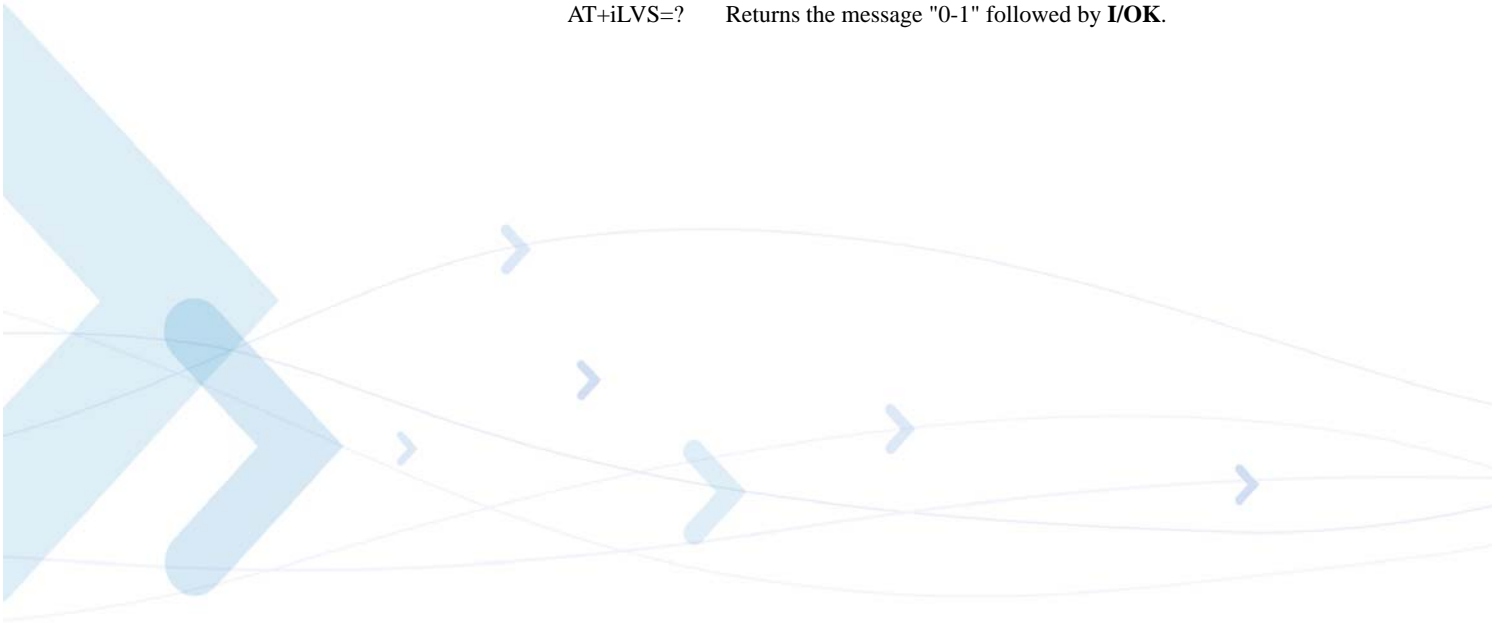 AT+iLVS=? Returns the message "0-1" followed by I/OK.